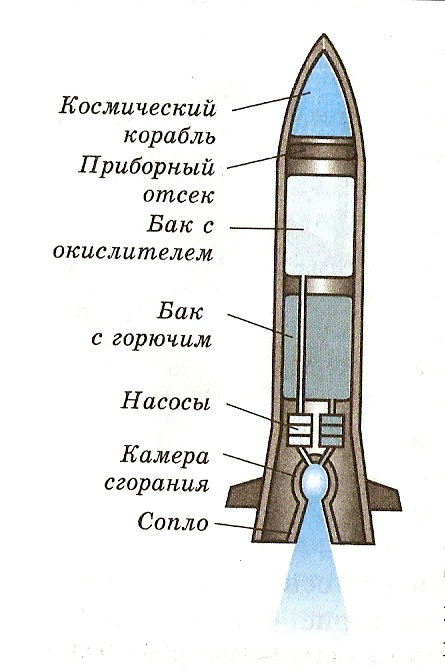 Космический
корабль
Приборный
отсек
Бак с
окислителем
Бак
с горючим
Насосы
Камера
сгорания
Сопло